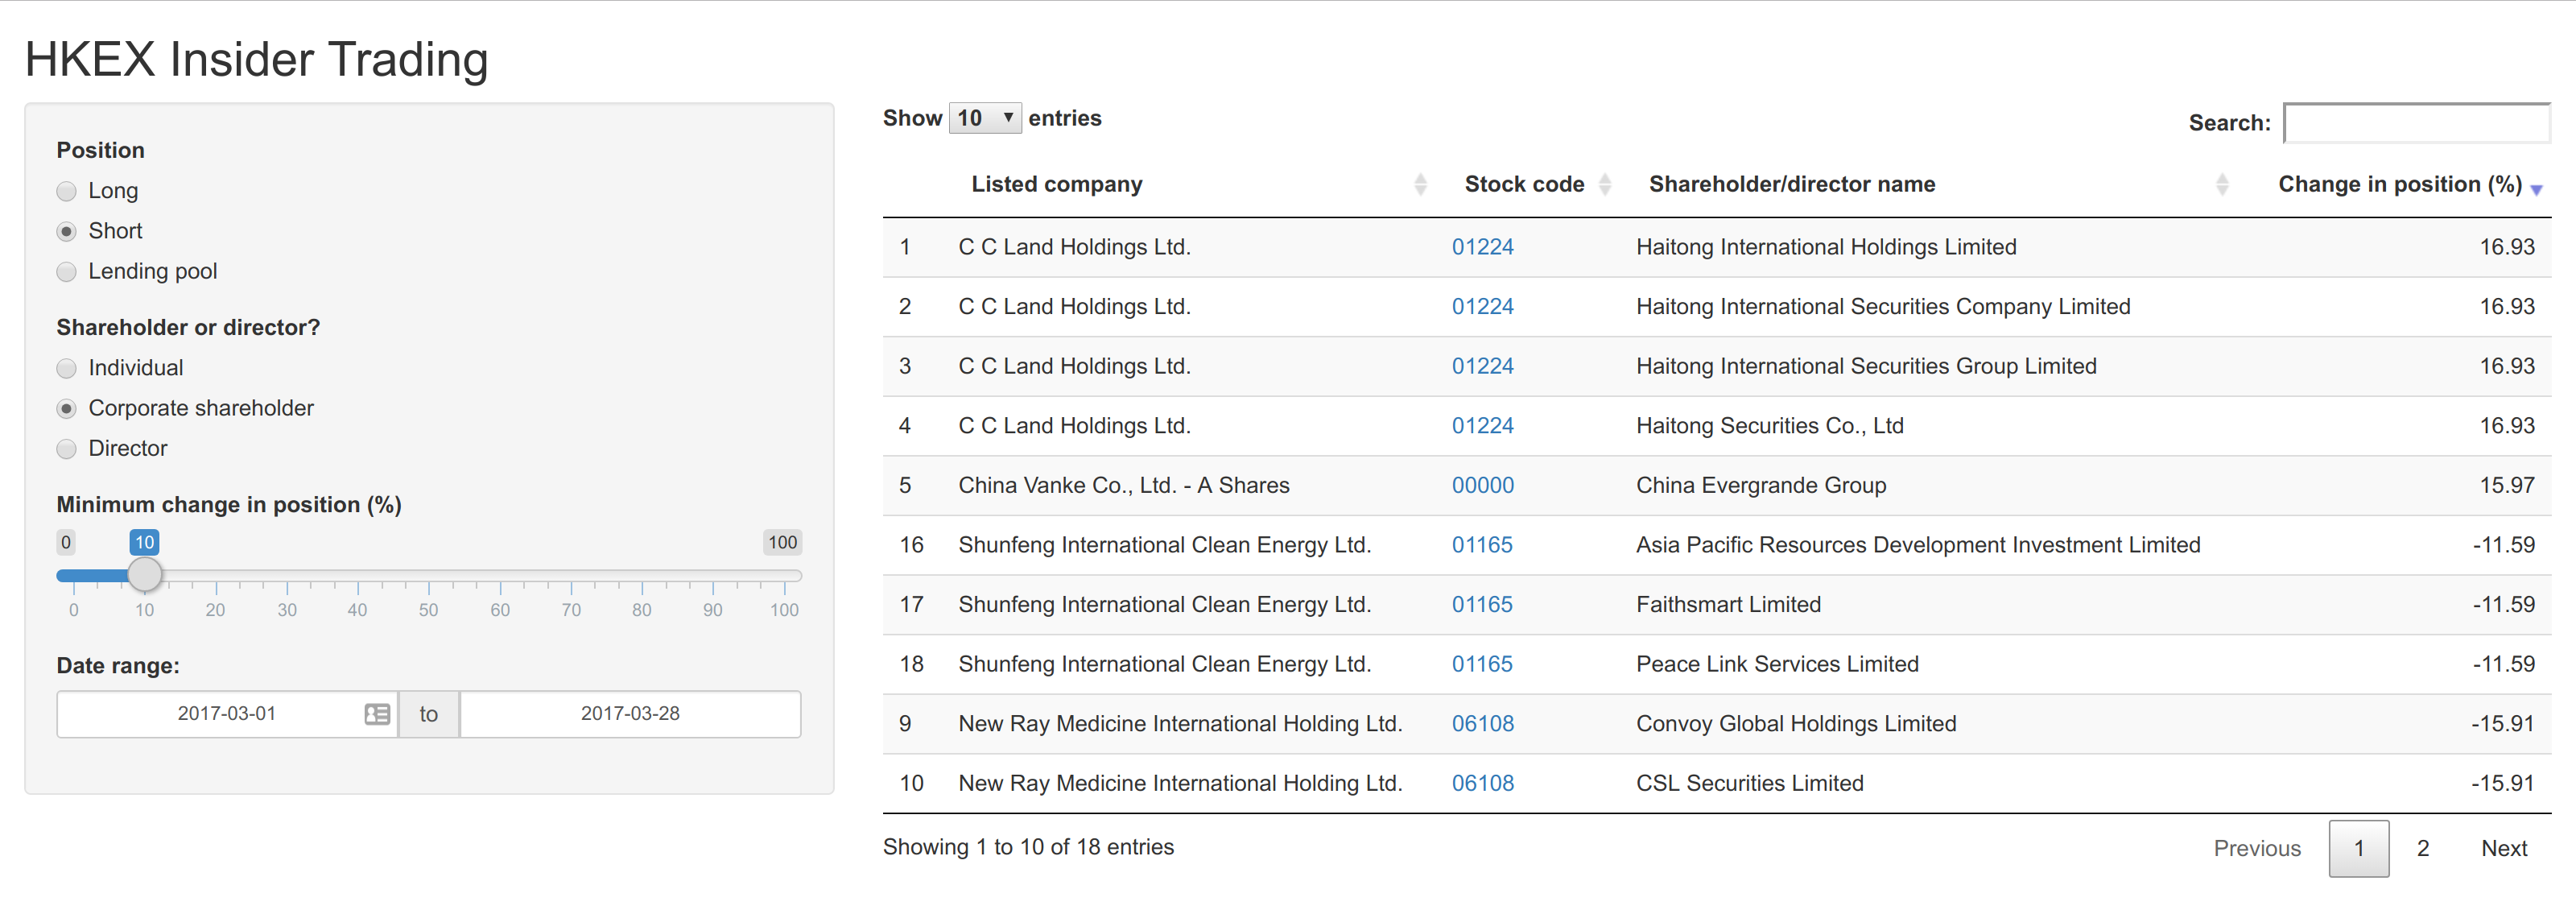 HKEX Insider Trading
Position
Long
Short
Lending pool
Shareholder or director?
Individual
Corporate shareholder
Director
Minimum change in position (%)
0 10 100
0 10 20 30 40 50 60 70 80 90 100
Date range:
2017-03-01 to 2017-03-28
Show 10 entries
Search:
Listed company Stock code Shareholder/director name Change in position (%)
1 C C Land Holdings Ltd. 01224 Haitong International Holdings Limited 16.93
2 C C Land Holdings Ltd. 01224 Haitong International Securities Company Limited 16.93
3 C C Land Holdings Ltd. 01224 Haitong International Securities Group Limited 16.93
4 C C Land Holdings Ltd. 01224 Haitong Securities Co., Ltd 16.93
5 China Vanke Co., Ltd. - A Shares 00000 China Evergrande Group 15.97
16 Shunfeng International Clean Energy Ltd. 01165 Asia Pacific Resources Development Investment Limited -11.59
17 Shunfeng International Clean Energy Ltd. 01165 Faithsmart Limited -11.59
18 Shunfeng International Clean Energy Ltd. 01165 Peace Link Services Limited -11.59
9 New Ray Medicine International Holding Ltd. 06108 Convoy Global Holdings Limited -15.91
10 New Ray Medicine International Holding Ltd. 06108 CSL Securities Limited -15.91
Showing 1 to 10 of 18 entries
Previous 1 2 Next